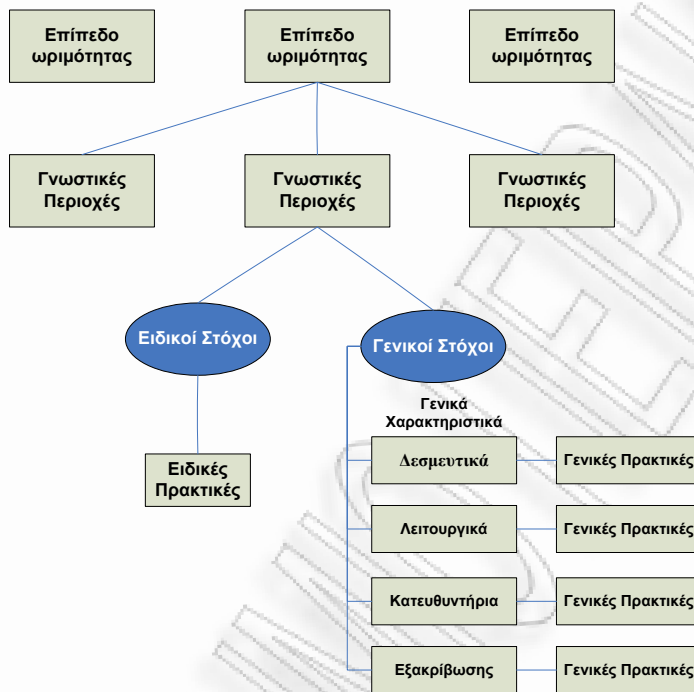 Επίπεδο
ωριμότητας
Επίπεδο
ωριμότητας
Επίπεδο
ωριμότητας
Γνωστικές
Περιοχές
Γνωστικές
Περιοχές
Γνωστικές
Περιοχές
Ειδικοί Στόχοι
Γενικοί Στόχοι
Ειδικές
Πρακτικές
Γενικά
Χαρακτηριστικά
Δεσμευτικά
Γενικές Πρακτικές
Λειτουργικά
Γενικές Πρακτικές
Κατευθυντήρια
Γενικές Πρακτικές
Εξακρίβωσης
Γενικές Πρακτικές